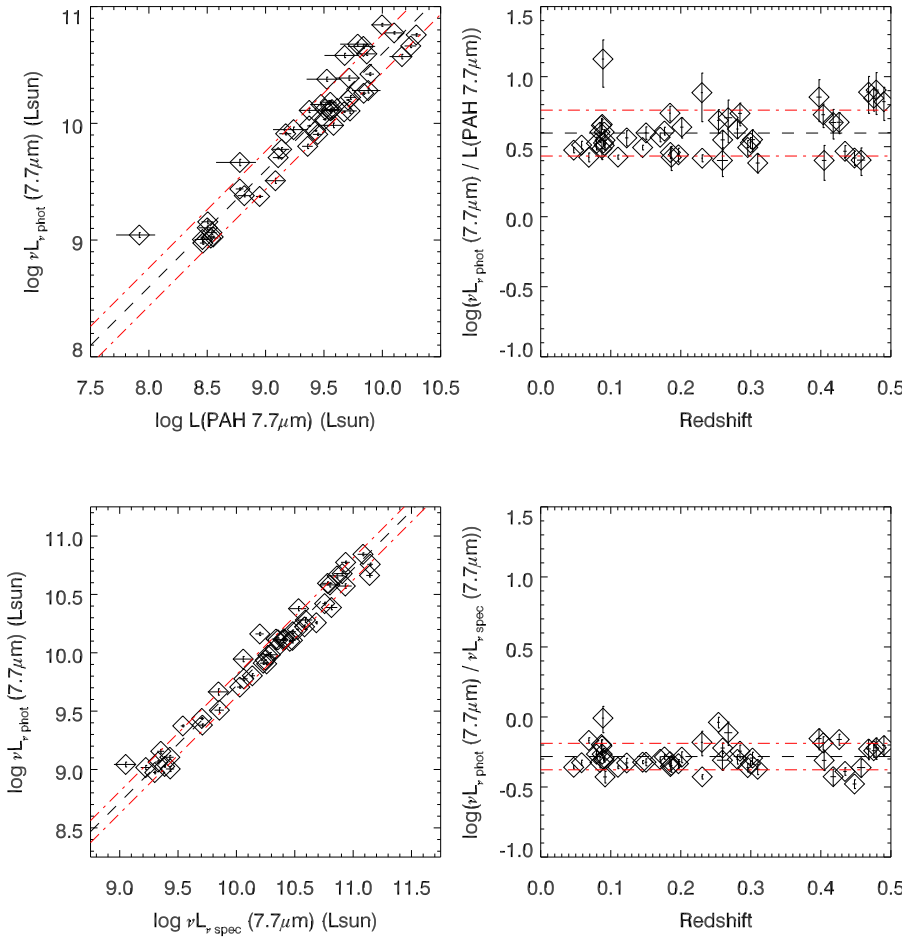 11
10
9
8
log νLν phot (7.7μm) (Lsun)
7.5 8.0 8.5 9.0 9.5 10.0 10.5
log L(PAH 7.7μm) (Lsun)
1.5
1.0
0.5
0.0
-0.5
-1.0
log(νLν phot (7.7μm) / L(PAH 7.7μm))
0.0 0.1 0.2 0.3 0.4 0.5
Redshift
11.0
10.5
10.0
9.5
9.0
8.5
log νLν phot (7.7μm) (Lsun)
9.0 9.5 10.0 10.5 11.0 11.5
log νLν spec (7.7μm) (Lsun)
1.5
1.0
0.5
0.0
-0.5
-1.0
log(νLν phot (7.7μm) / νLν spec (7.7μm))
0.0 0.1 0.2 0.3 0.4 0.5
Redshift